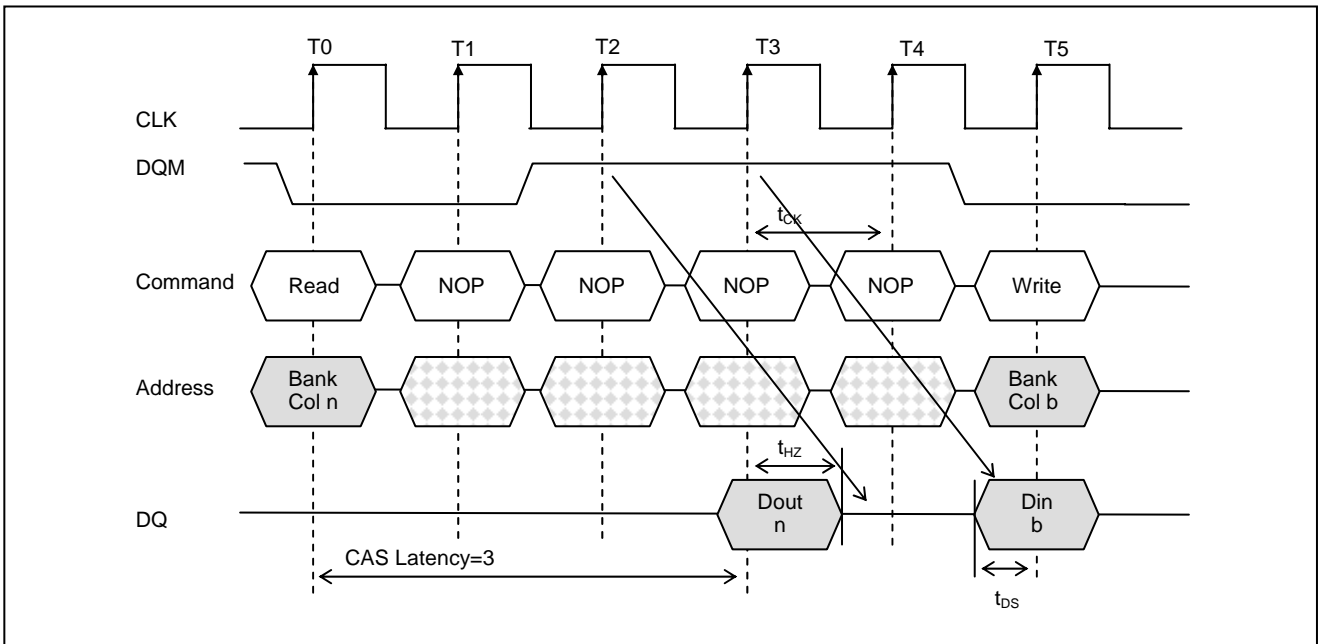 T0 T1 T2 T3 T4 T5
CLK
DQM
tCK
Command Read NOP NOP NOP NOP Write
Address Bank Col n Bank Col b
tHZ
DQ Dout n Din b
CAS Latency=3
tDS